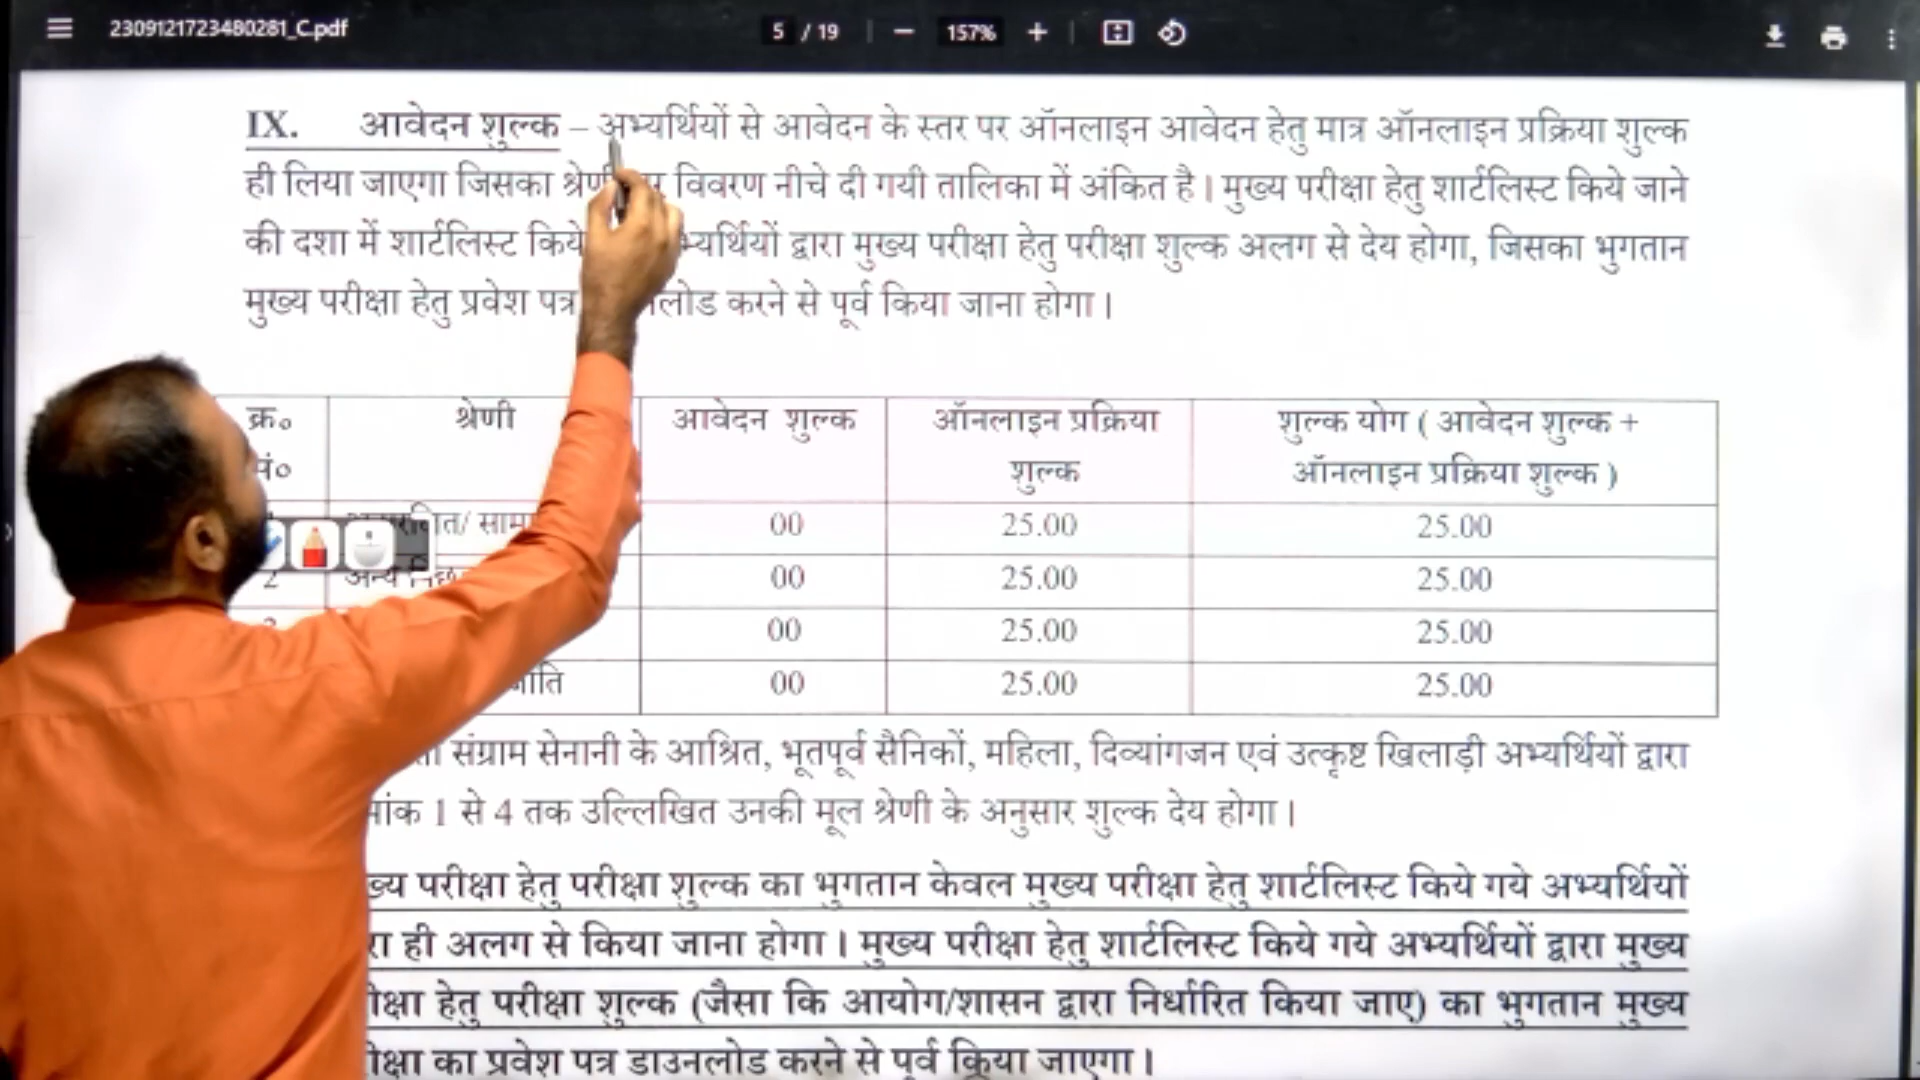 2309121723480281_C.pdf
5 / 19
157%
IX. आवेदन शुल्क – अभ्यर्थियों से आवेदन के स्तर पर ऑनलाइन आवेदन हेतु मात्र ऑनलाइन प्रक्रिया शुल्क
ही लिया जाएगा जिसका विवरण नीचे दी गयी तालिका में अंकित है। मुख्य परीक्षा हेतु शार्टलिस्ट किये जाने
की दशा में शार्टलिस्ट किये द्वारा मुख्य परीक्षा हेतु परीक्षा शुल्क अलग से देय होगा, जिसका भुगतान
मुख्य परीक्षा हेतु प्रवेश पत्र करने से पूर्व किया जाना होगा।
क्र० श्रेणी आवेदन शुल्क ऑनलाइन प्रक्रिया शुल्क योग ( आवेदन शुल्क +
शुल्क ऑनलाइन प्रक्रिया शुल्क )
00 25.00 25.00
2 अन्य 00 25.00 25.00
00 25.00 25.00
00 25.00 25.00
संग्राम सेनानी के आश्रित, भूतपूर्व सैनिकों, महिला, दिव्यांगजन एवं उत्कृष्ट खिलाड़ी अभ्यर्थियों द्वारा
1 से 4 तक उल्लिखित उनकी मूल श्रेणी के अनुसार शुल्क देय होगा।
परीक्षा हेतु परीक्षा शुल्क का भुगतान केवल मुख्य परीक्षा हेतु शार्टलिस्ट किये गये अभ्यर्थियों
ही अलग से किया जाना होगा। मुख्य परीक्षा हेतु शार्टलिस्ट किये गये अभ्यर्थियों द्वारा मुख्य
हेतु परीक्षा शुल्क (जैसा कि आयोग/शासन द्वारा निर्धारित किया जाए) का भुगतान मुख्य
का प्रवेश पत्र डाउनलोड करने से पूर्व किया जाएगा।